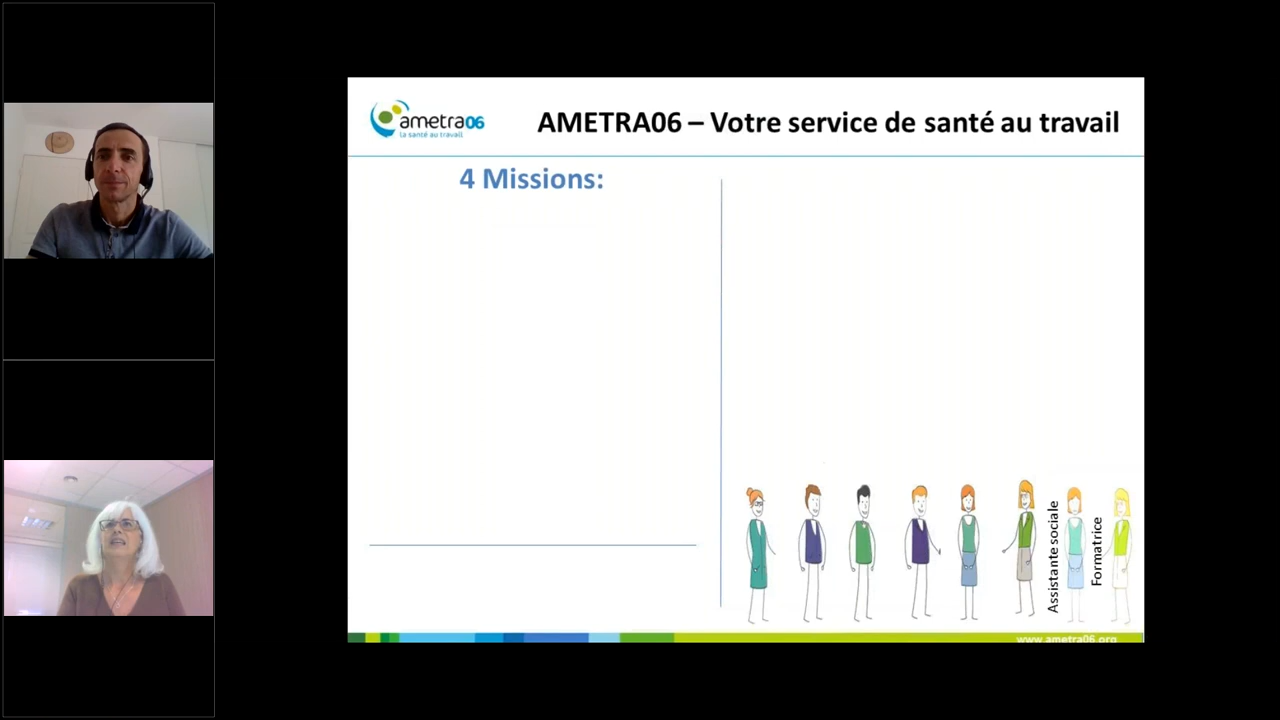 ametra06
la santé au travail
AMETRA06 – Votre service de santé au travail
4 Missions:
Assistante sociale
Formatrice
www.ametra06.org